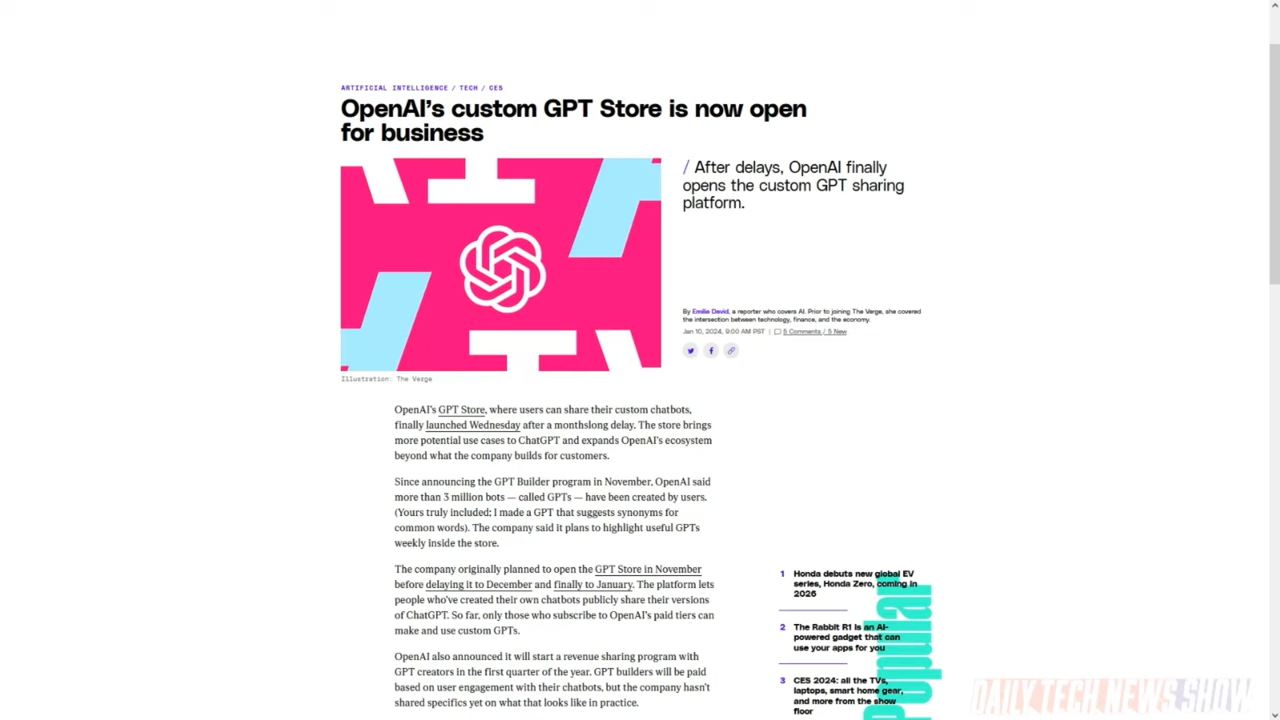 ARTIFICIAL INTELLIGENCE / TECH / CES
OpenAI's custom GPT Store is now open
for business
/ After delays, OpenAI finally
opens the custom GPT sharing
platform.
By Emilia David, a reporter who covers AI. Prior to joining The Verge, she covered
the intersection between technology, finance, and the economy.
Jan 10, 2024, 9:00 AM PST | 5 Comments / 5 New
Illustration: The Verge
OpenAI's GPT Store, where users can share their custom chatbots,
finally launched Wednesday after a monthslong delay. The store brings
more potential use cases to ChatGPT and expands OpenAI's ecosystem
beyond what the company builds for customers.
Since announcing the GPT Builder program in November, OpenAI said
more than 3 million bots — called GPTs — have been created by users.
(Yours truly included; I made a GPT that suggests synonyms for
common words). The company said it plans to highlight useful GPTs
weekly inside the store.
The company originally planned to open the GPT Store in November
before delaying it to December and finally to January. The platform lets
people who've created their own chatbots publicly share their versions
of ChatGPT. So far, only those who subscribe to OpenAI's paid tiers can
make and use custom GPTs.
OpenAI also announced it will start a revenue sharing program with
GPT creators in the first quarter of the year. GPT builders will be paid
based on user engagement with their chatbots, but the company hasn't
shared specifics yet on what that looks like in practice.
Popular
1 Honda debuts new global EV
series, Honda Zero, coming in
2026
2 The Rabbit R1 is an AI-
powered gadget that can
use your apps for you
3 CES 2024: all the TVs,
laptops, smart home gear,
and more from the show
floor
DAILY TECH NEWS SHOW